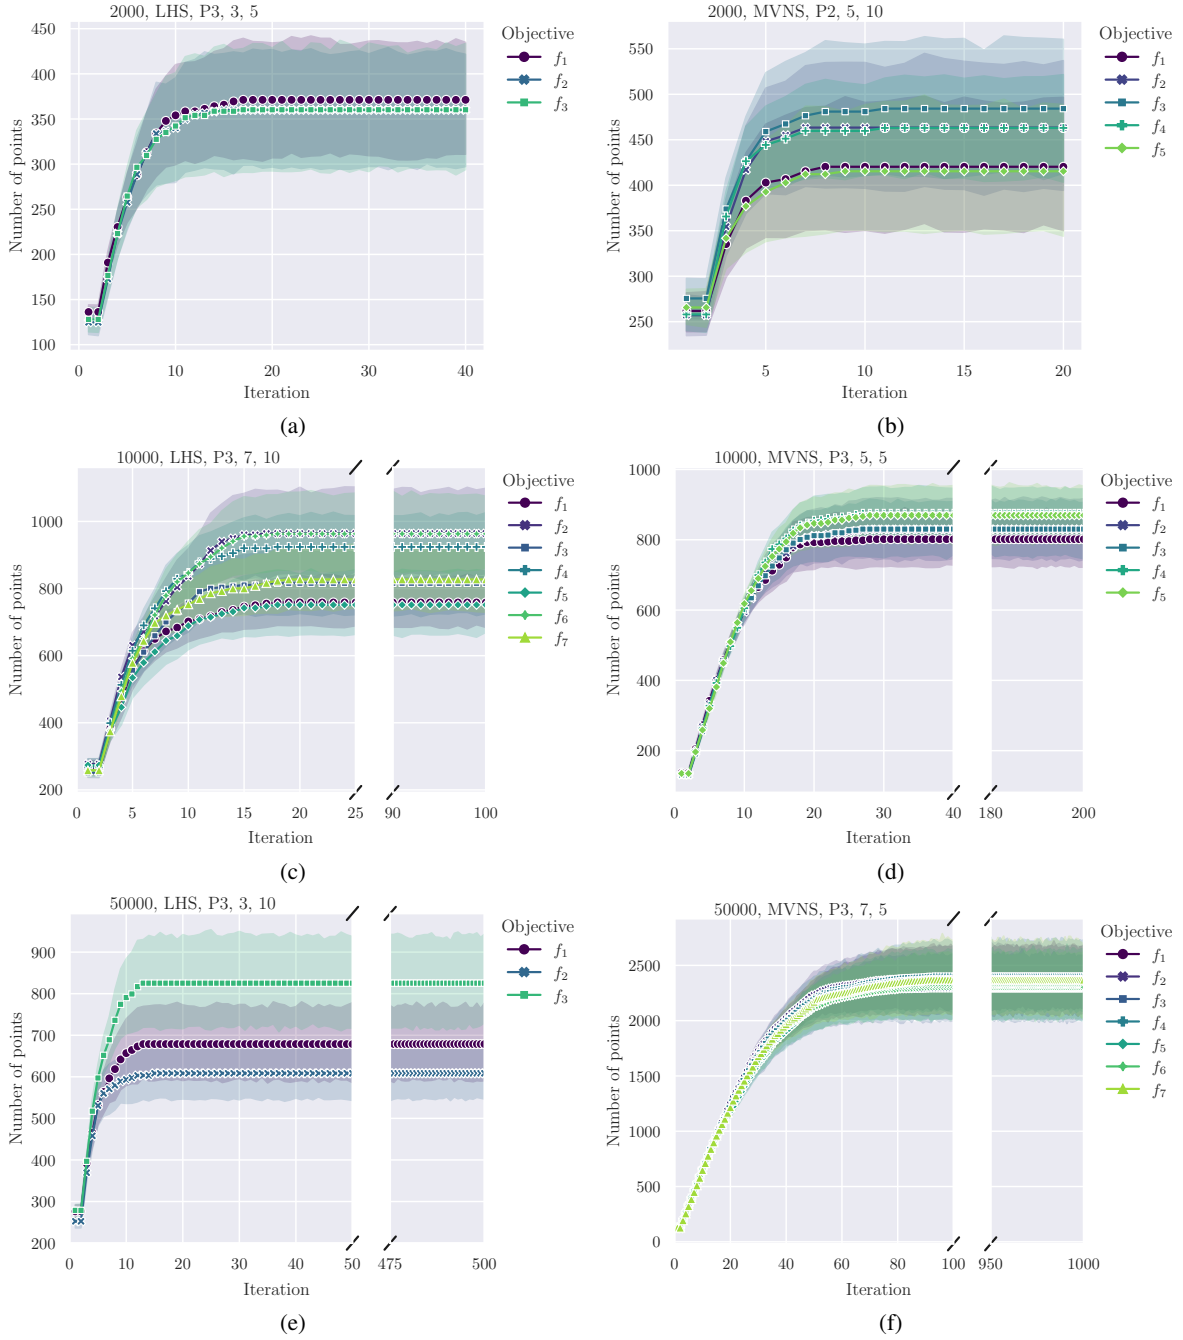 2000, LHS, P3, 3, 5
Number of points
450
400
350
300
250
200
150
100
0 10 20 30 40
Iteration
Objective
f1
f2
f3
(a)
2000, MVNS, P2, 5, 10
Number of points
550
500
450
400
350
300
250
5 10 15 20
Iteration
Objective
f1
f2
f3
f4
f5
(b)
10000, LHS, P3, 7, 10
Number of points
1000
800
600
400
200
0 5 10 15 20 25 90 100
Iteration
Objective
f1
f2
f3
f4
f5
f6
f7
(c)
10000, MVNS, P3, 5, 5
Number of points
1000
800
600
400
200
0 10 20 30 40 180 200
Iteration
Objective
f1
f2
f3
f4
f5
(d)
50000, LHS, P3, 3, 10
Number of points
900
800
700
600
500
400
300
200
0 10 20 30 40 50 475 500
Iteration
Objective
f1
f2
f3
(e)
50000, MVNS, P3, 7, 5
Number of points
2500
2000
1500
1000
500
0
0 20 40 60 80 100 950 1000
Iteration
Objective
f1
f2
f3
f4
f5
f6
f7
(f)